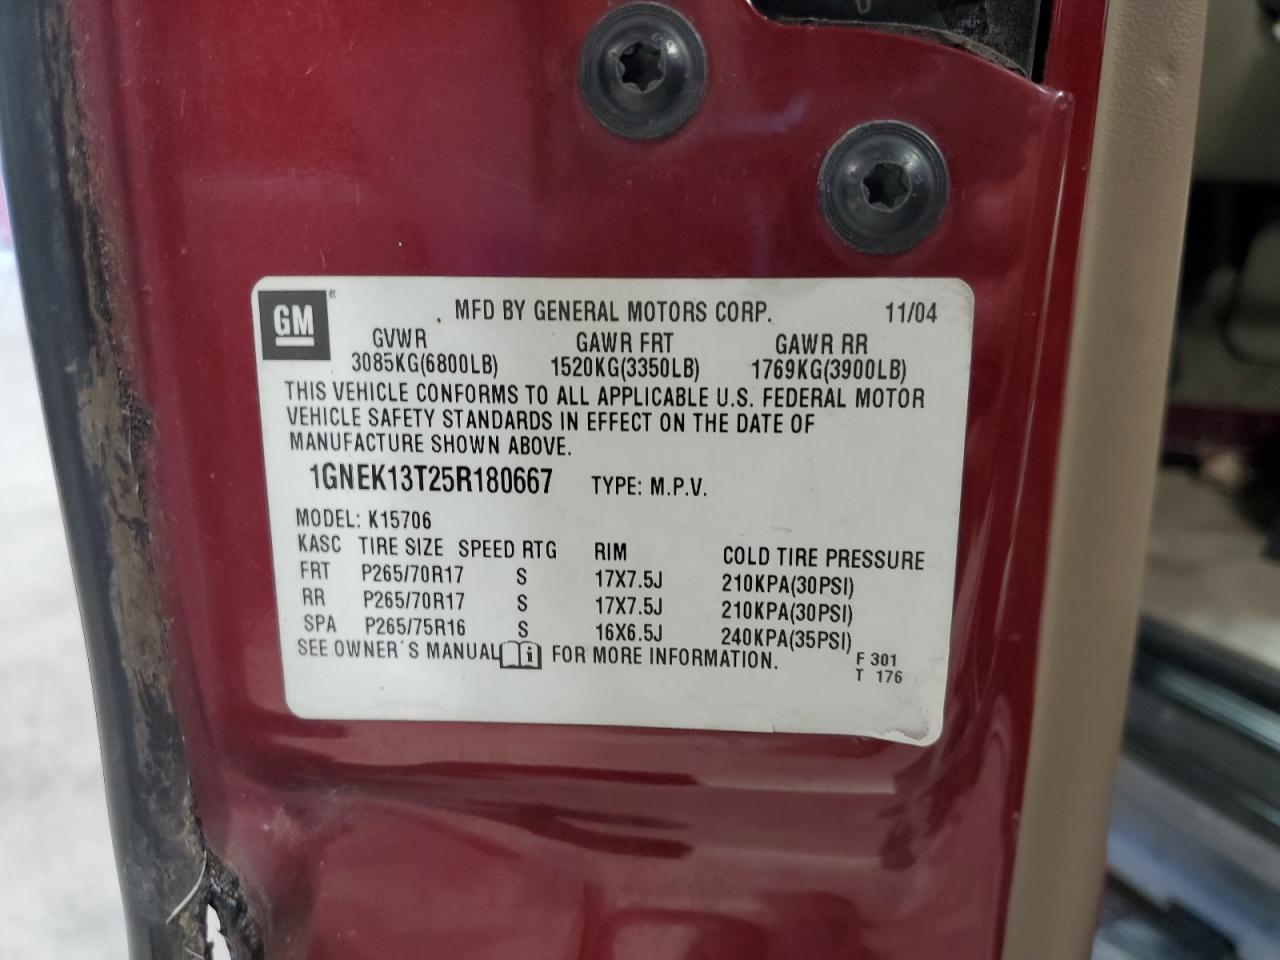 GM ® MFD BY GENERAL MOTORS CORP. 11/04
GVWR GAWR FRT GAWR RR
3085KG(6800LB) 1520KG(3350LB) 1769KG(3900LB)
THIS VEHICLE CONFORMS TO ALL APPLICABLE U.S. FEDERAL MOTOR
VEHICLE SAFETY STANDARDS IN EFFECT ON THE DATE OF
MANUFACTURE SHOWN ABOVE.
1GNEK13T25R180667 TYPE: M.P.V.
MODEL: K15706
KASC TIRE SIZE SPEED RTG RIM COLD TIRE PRESSURE
FRT P265/70R17 S 17X7.5J 210KPA(30PSI)
RR P265/70R17 S 17X7.5J 210KPA(30PSI)
SPA P265/75R16 S 16X6.5J 240KPA(35PSI)
SEE OWNER'S MANUAL i FOR MORE INFORMATION. F 301
T 176